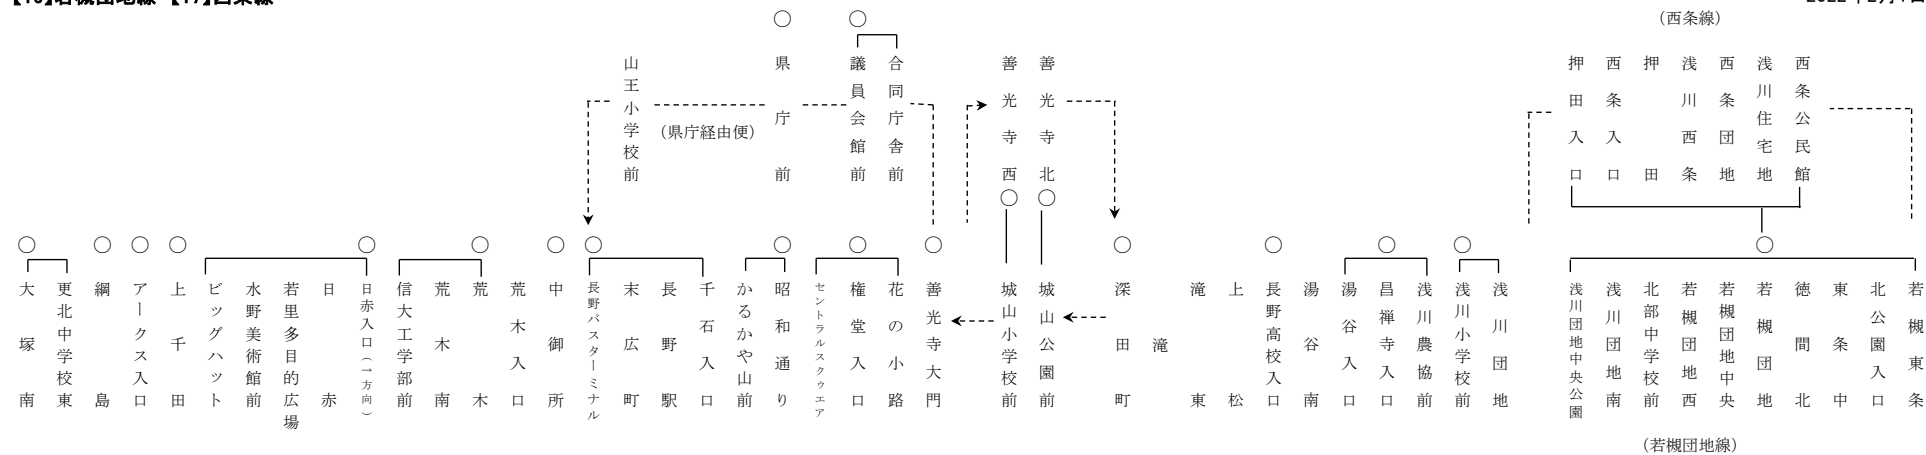 (西条線)
山王小学校前
県庁前
議員会館前
合同庁舎前
善光寺西
善光寺北
押田入口
西条入口
押田
浅川西条
西条団地
浅川住宅地
西条公民館
(県庁経由便)
大塚南
更北中学校東
綱島
アークス入口
上千田
ビッグハット
水野美術館前
若里多目的広場
日赤
日赤入口(→方向)
信大工学部前
荒木南
荒木
荒木入口
中御所
長野バスターミナル
末広町
長野駅
千石入口
かるかや山前
昭和通り
セントラルスクゥエア
権堂入口
花の小路
善光寺大門
城山小学校前
城山公園前
深田町
滝
滝東
上松
長野高校入口
湯谷南
湯谷入口
昌禅寺入口
浅川農協前
浅川小学校前
浅川団地
浅川団地中央公園
浅川団地南
北部中学校前
若槻団地西
若槻団地中央
若槻団地
徳間北
東条中
北公園入口
若槻東条
(若槻団地線)